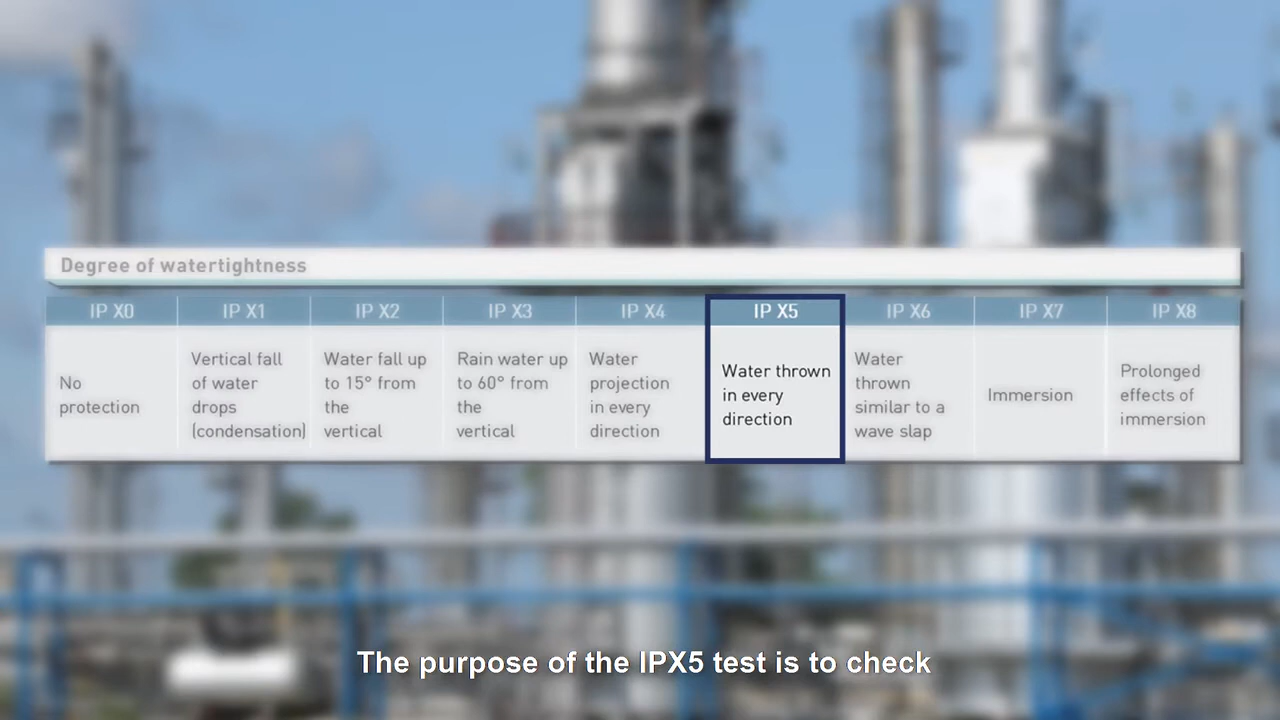 Degree of watertightness
IP X0
IP X1
IP X2
IP X3
IP X4
IP X5
IP X6
IP X7
IP X8
No
protection
Vertical fall
of water
drops
(condensation)
Water fall up
to 15° from
the
vertical
Rain water up
to 60° from
the
vertical
Water
projection
in every
direction
Water thrown
in every
direction
Water
thrown
similar to a
wave slap
Immersion
Prolonged
effects of
immersion
The purpose of the IPX5 test is to check